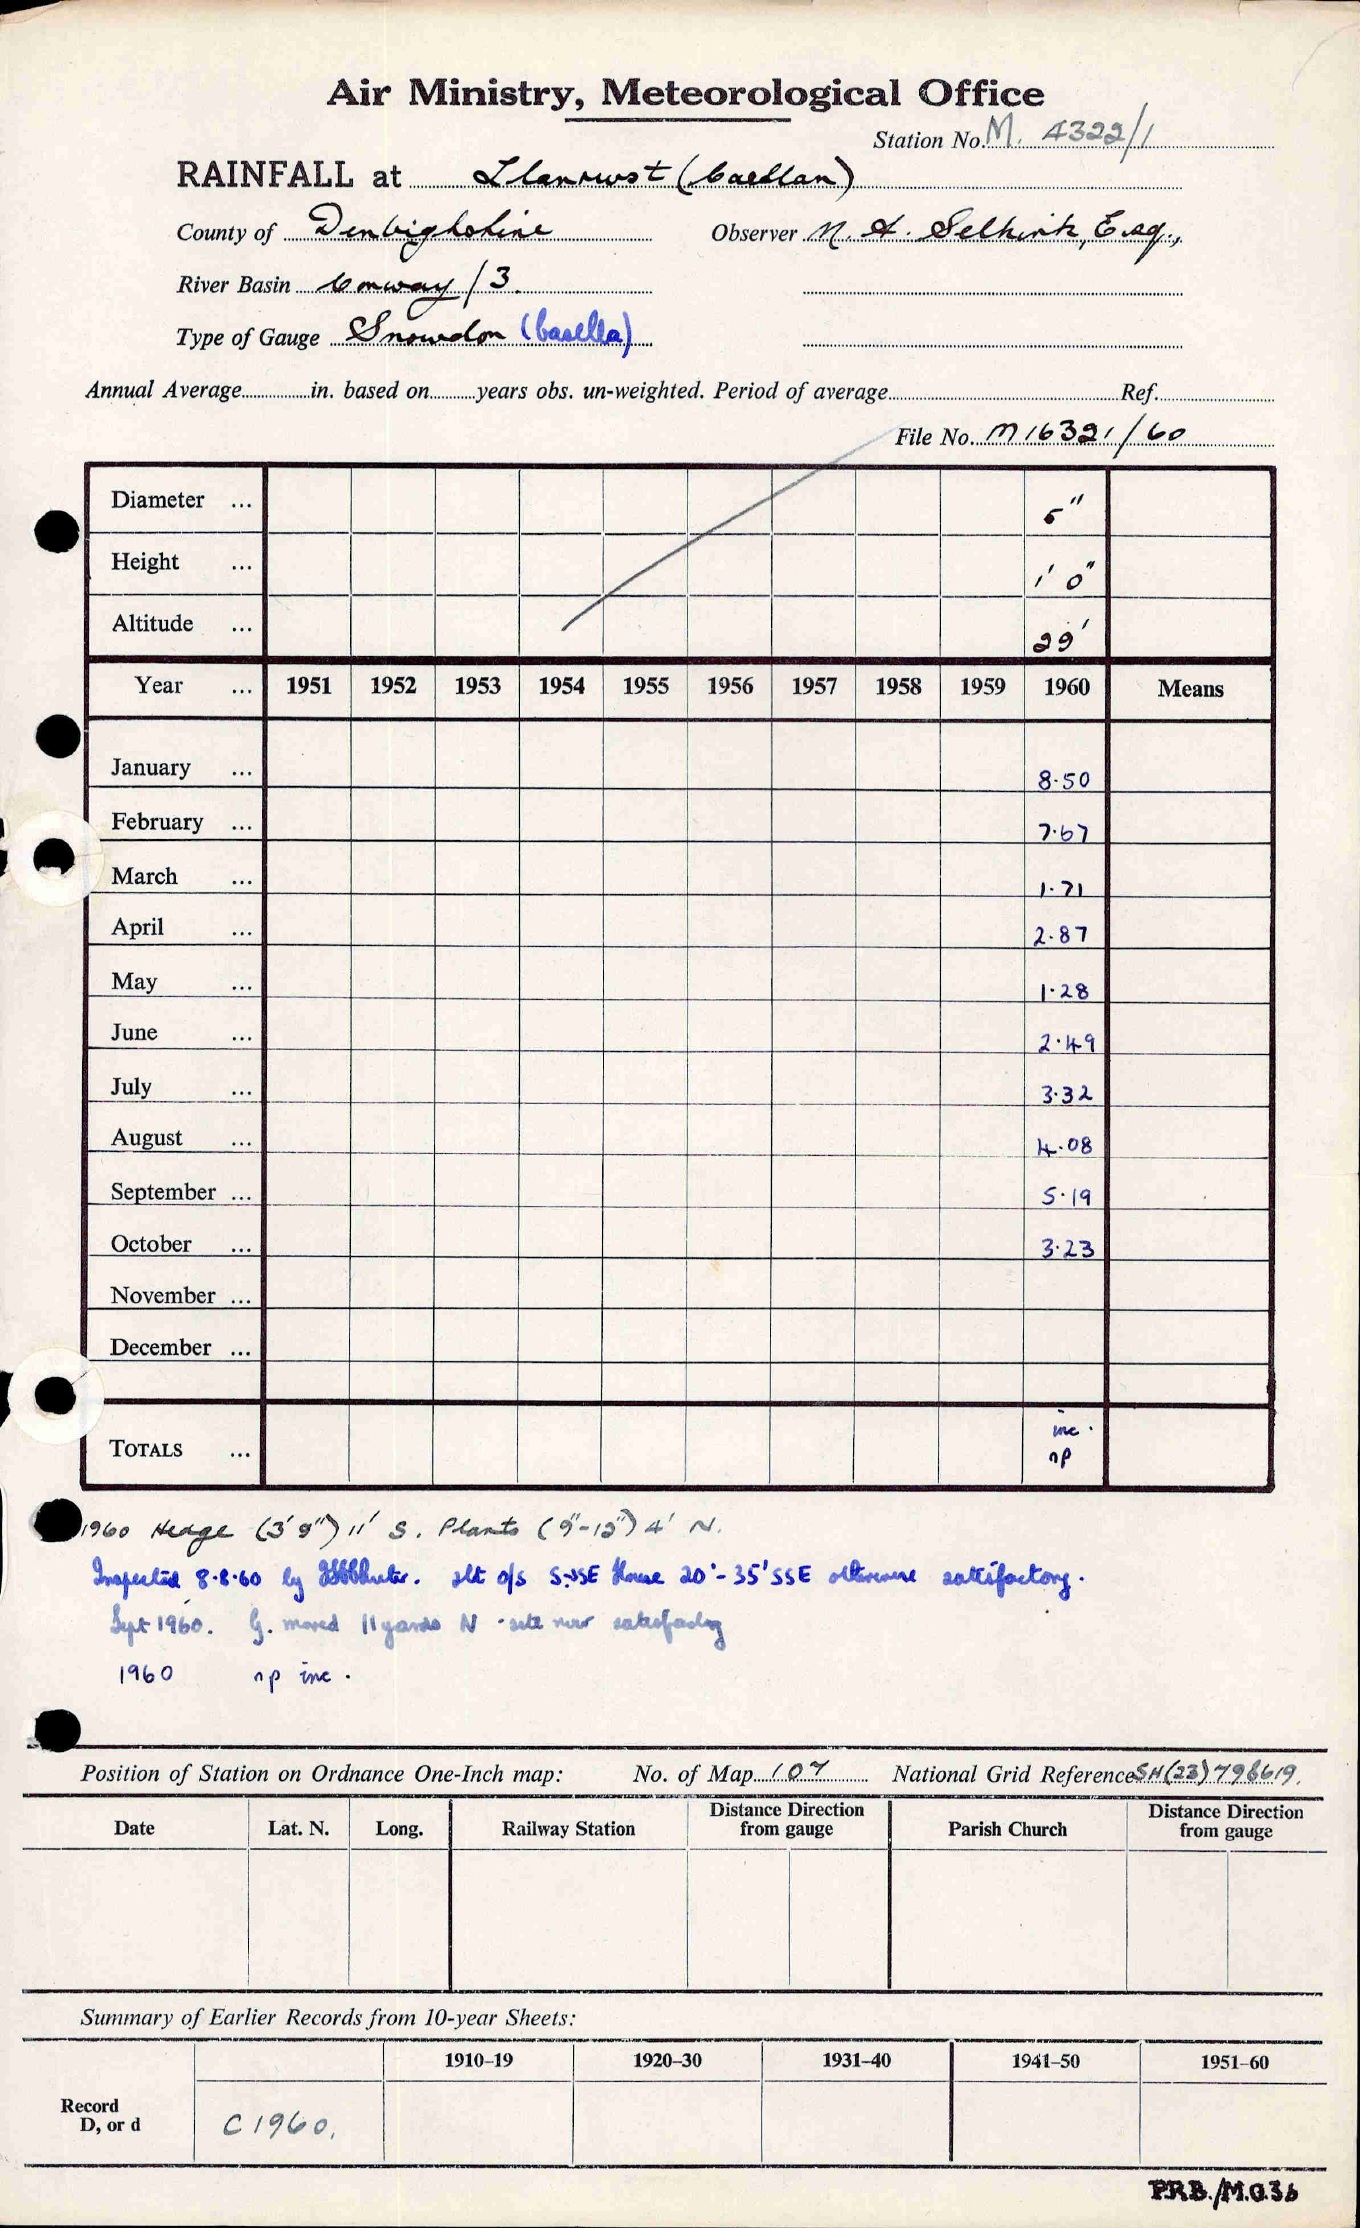 Air Ministry, Meteorological Office
Station No. M. 4322/1
RAINFALL at Llanrwst (Caedlan)
County of Denbighshire Observer N. A. Selkirk, Esq.,
River Basin Conway / 3.
Type of Gauge Snowdon (Casella)
Annual Average in. based on years obs. un-weighted. Period of average Ref.
File No. M16321/60
Diameter ... 5"
Height ... 1' 0"
Altitude ... 29'
Year ... 1951 1952 1953 1954 1955 1956 1957 1958 1959 1960 Means
January ... 8.50
February ... 7.67
March ... 1.71
April ... 2.87
May ... 1.28
June ... 2.49
July ... 3.32
August ... 4.08
September ... 5.19
October ... 3.23
November ...
December ...
inc.
TOTALS ... np
1960 Hedge (3' 9") 11' S. Plants (9"-12") 4' N.
Inspected 8.8.60 by slt o/s SSE House 20'-35' SSE otherwise satisfactory.
Sept 1960. G. moved 11 yards N - site now satisfactory
1960 np inc.
Position of Station on Ordnance One-Inch map: No. of Map 107 National Grid Reference SH(23)798619.
Date Lat. N. Long. Railway Station Distance Direction from gauge Parish Church Distance Direction from gauge
Summary of Earlier Records from 10-year Sheets:
1910–19 1920–30 1931–40 1941–50 1951–60
Record
D, or d C1960.
P.R.B./M.O.3b